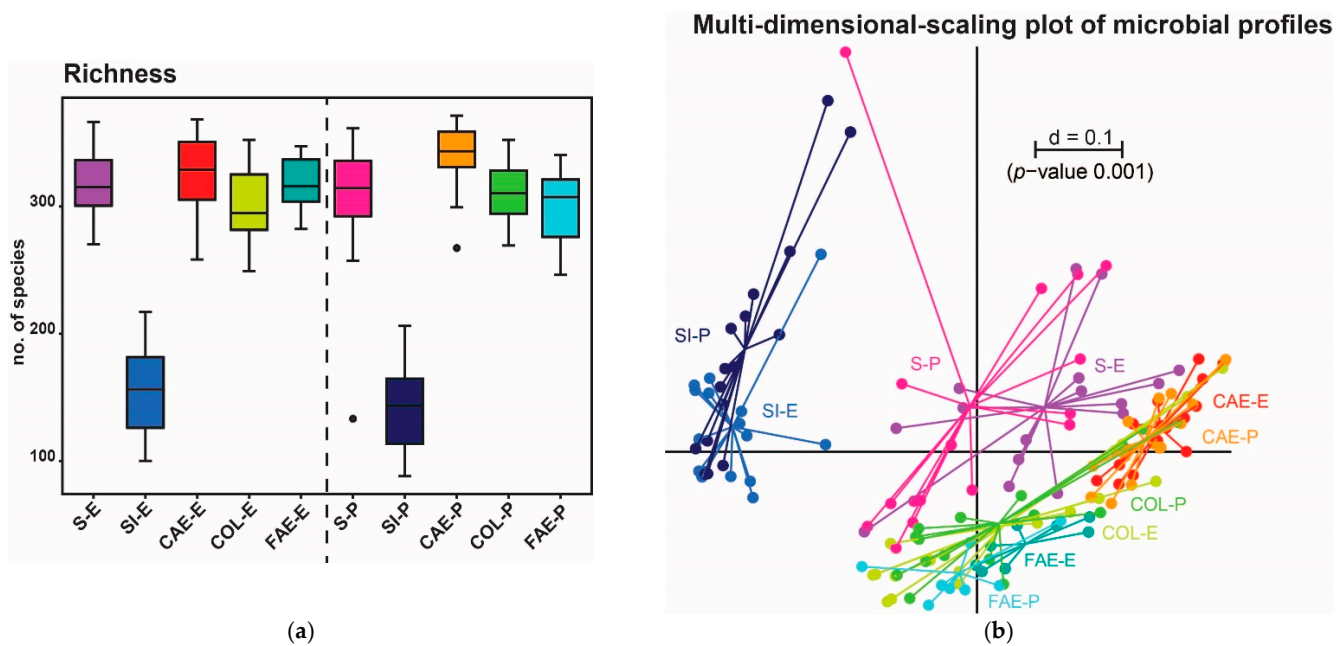 Richness
no. of species
300
200
100
S-E
SI-E
CAE-E
COL-E
FAE-E
S-P
SI-P
CAE-P
COL-P
FAE-P
(a)
Multi-dimensional-scaling plot of microbial profiles
d = 0.1
(p−value 0.001)
SI-P
S-P
S-E
SI-E
CAE-E
CAE-P
COL-P
COL-E
FAE-E
FAE-P
(b)